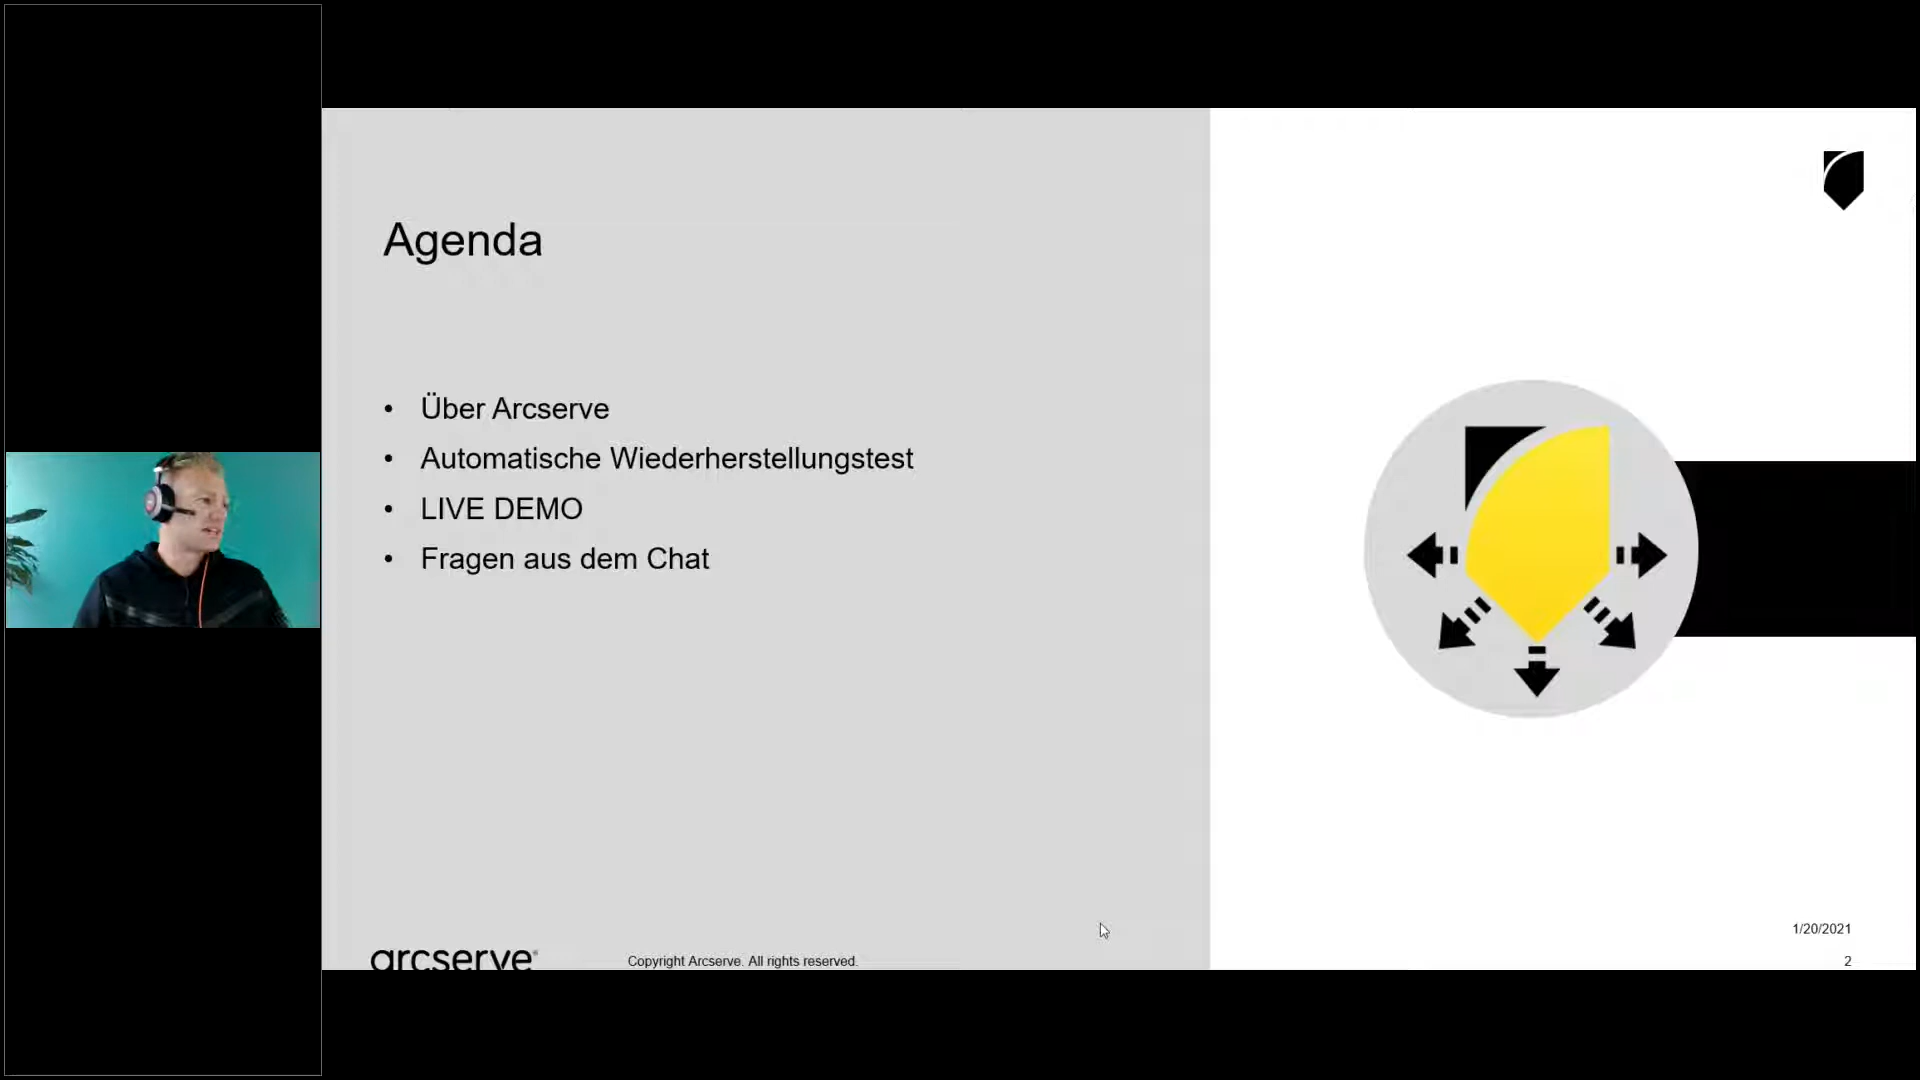 Agenda
• Über Arcserve
• Automatische Wiederherstellungstest
• LIVE DEMO
• Fragen aus dem Chat
1/20/2021
arcserve®
Copyright Arcserve. All rights reserved.
2